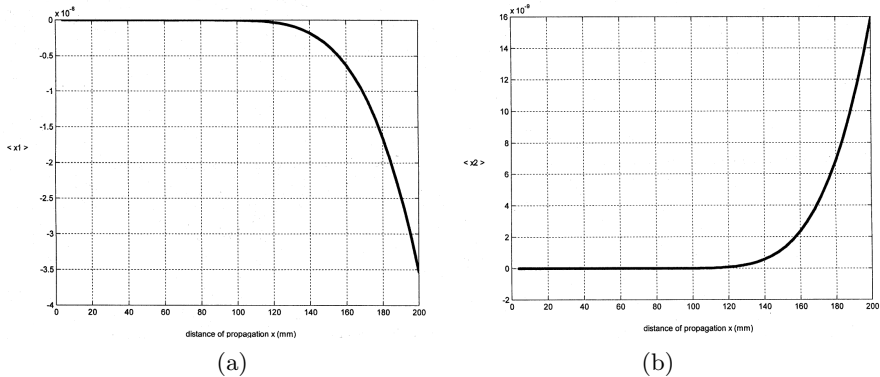 x 10⁻⁸
0
-0.5
-1
-1.5
-2
-2.5
-3
-3.5
-4
< x1 >
0 20 40 60 80 100 120 140 160 180 200
distance of propagation x (mm)
(a)
x 10⁻⁹
16
14
12
10
8
6
4
2
0
-2
< x2 >
0 20 40 60 80 100 120 140 160 180 200
distance of propagation x (mm)
(b)